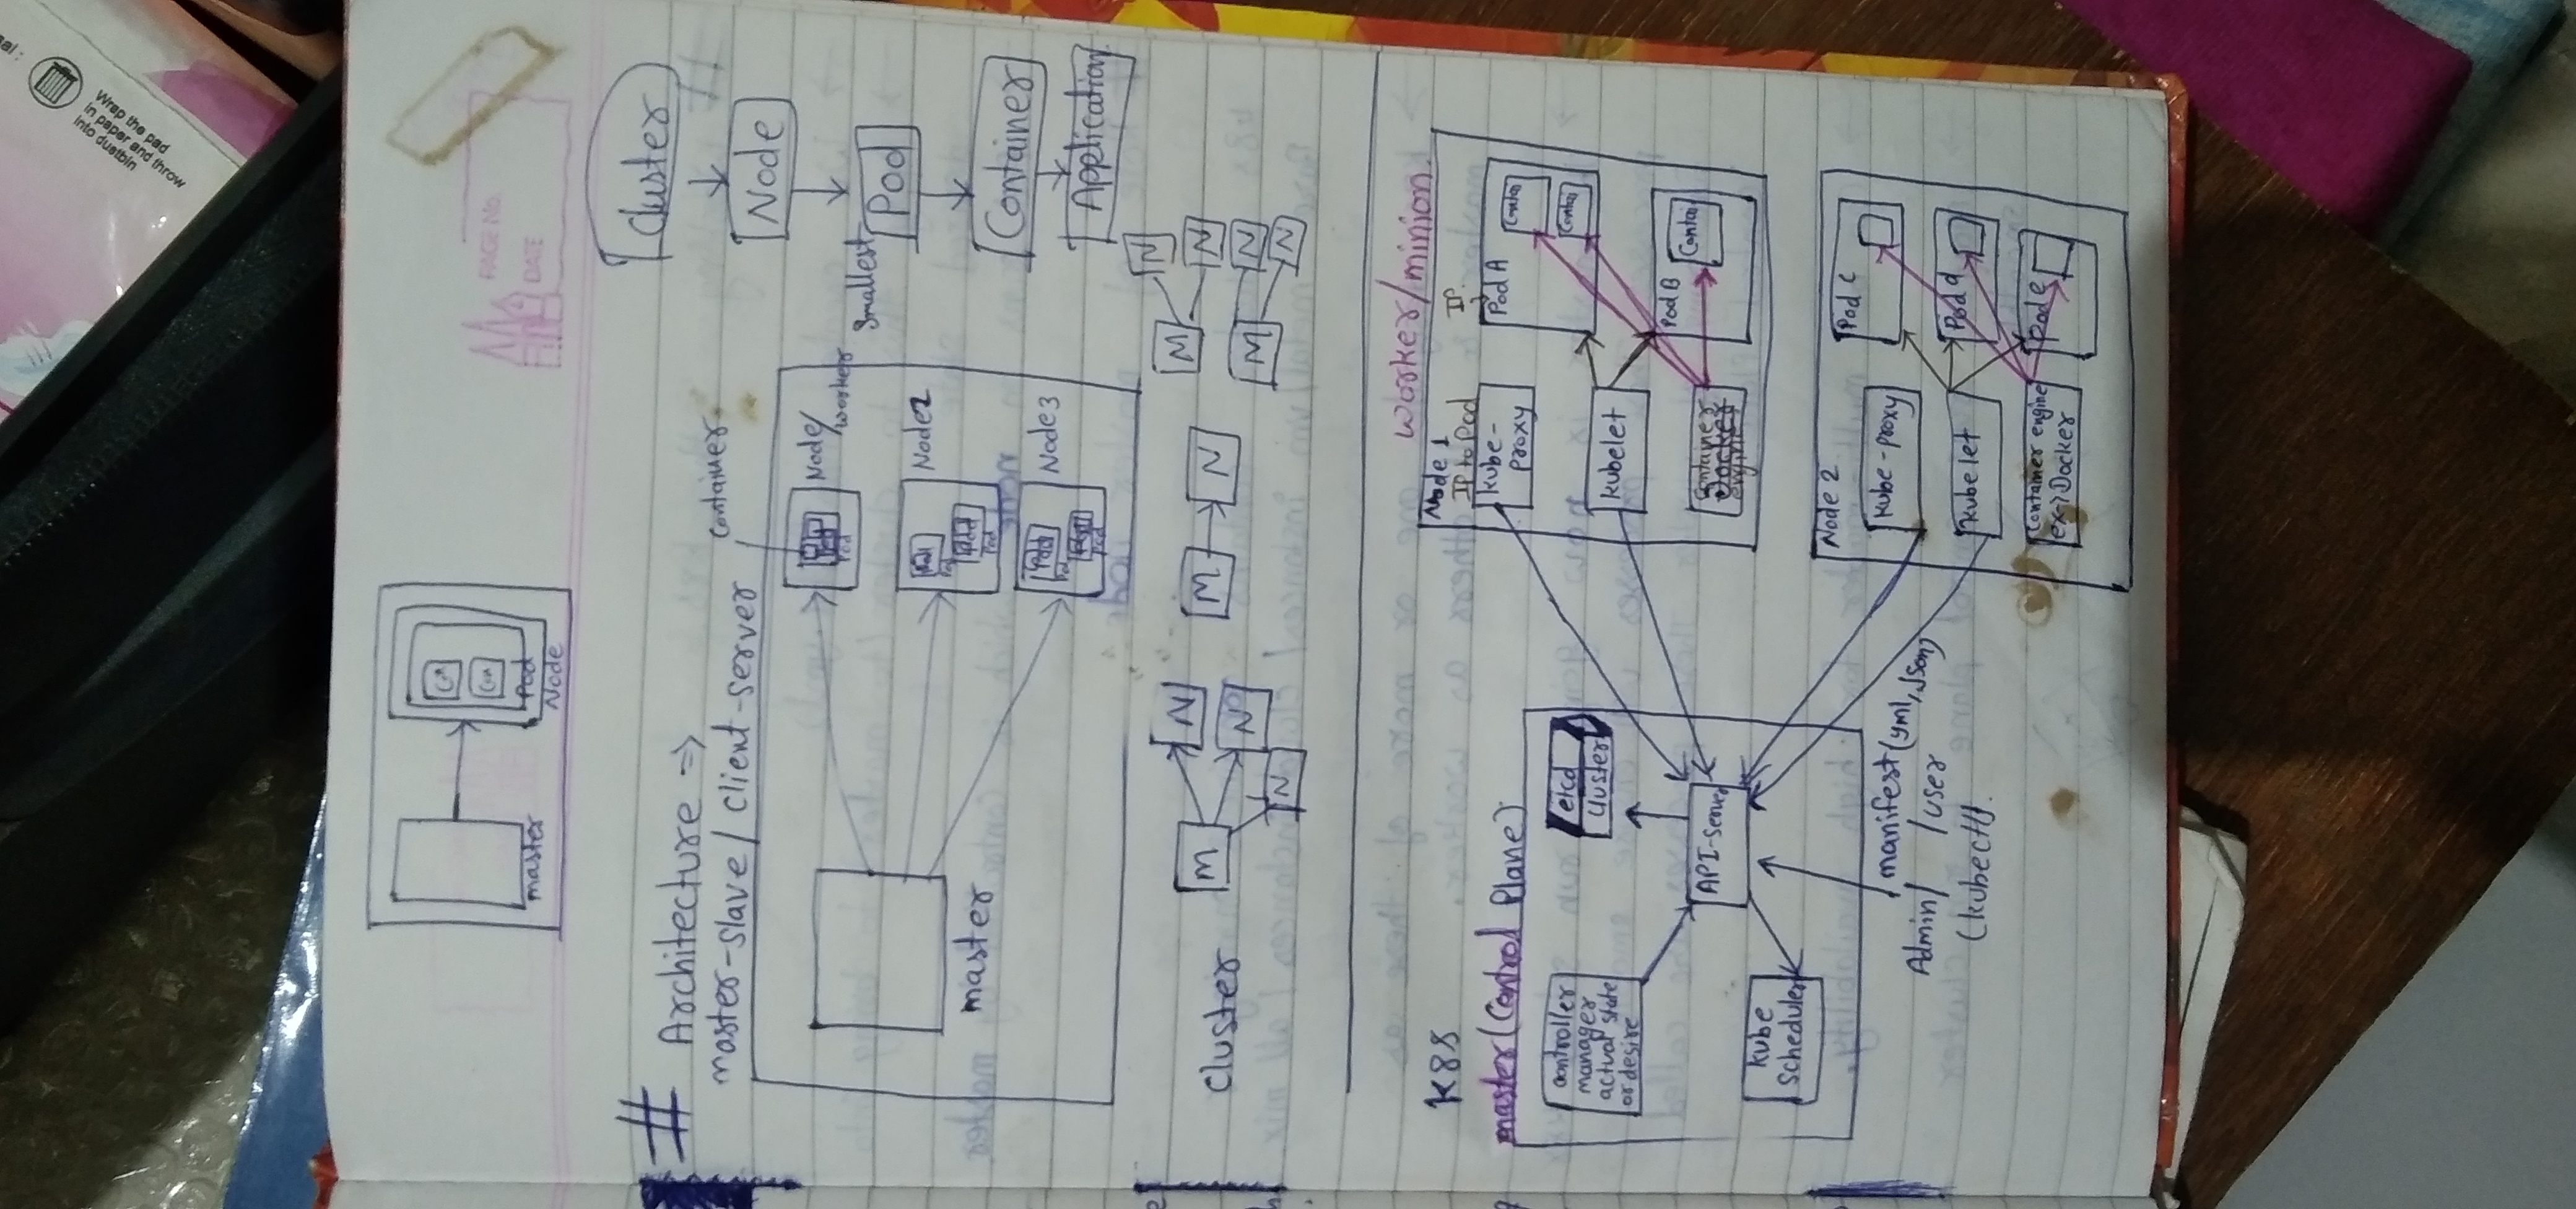 Wrap the pad
in paper and throw
into dustbin
Con
Con
Pod
master
Node
PAGE No.
DATE
# Architecture ⇒
master-slave / client-server
Container
Node/
worker
Pod
Node2
Pod
Pod
Node3
Pod
Pod
master
Cluster
Node
Smallest
Pod
Container
Application
Cluster
M
N
N
N
M
N
M
N
N
M
N
N
K8S
master (Control Plane)
controller
manager
actual state
or desire
etcd
Cluster
API-Server
Kube
Scheduler
manifest (yml, json)
Admin/ /user
(kubectl).
worker/minion.
Node 1
IP to Pod
kube-
proxy
kubelet
Container
Docker
engine
IP
Pod A
Contai
Contai
Pod B
Contai
Node 2
kube-proxy
kubelet
Container engine
ex→Docker
Pod C
Pod d
Pod e